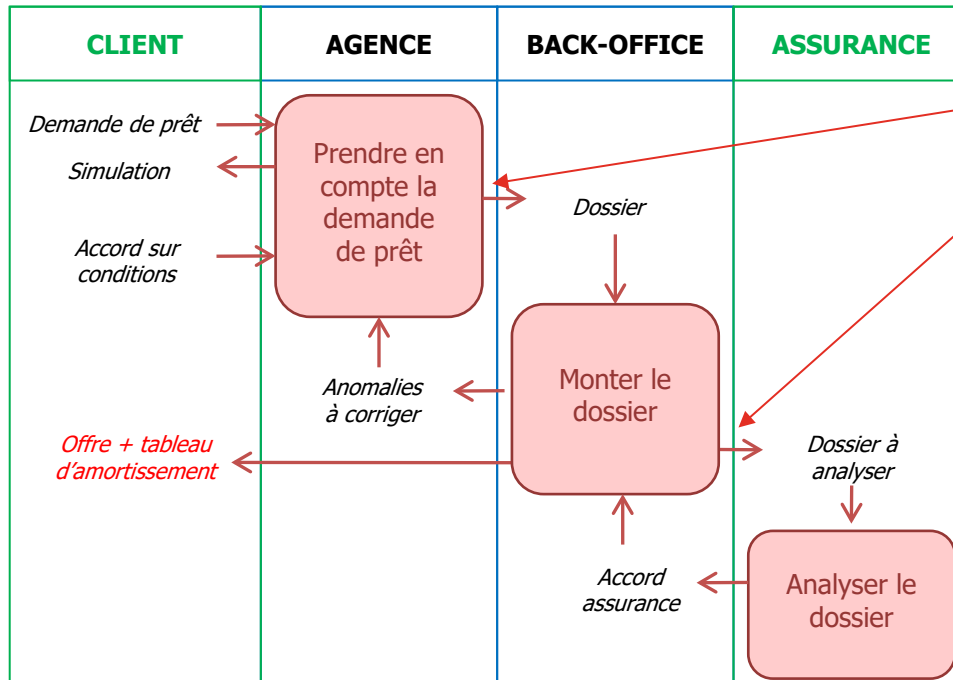 CLIENT
AGENCE
BACK-OFFICE
ASSURANCE
Demande de prêt
Simulation
Accord sur
conditions
Prendre en
compte la
demande
de prêt
Dossier
Anomalies
à corriger
Monter le
dossier
Offre + tableau
d’amortissement
Dossier à
analyser
Accord
assurance
Analyser le
dossier